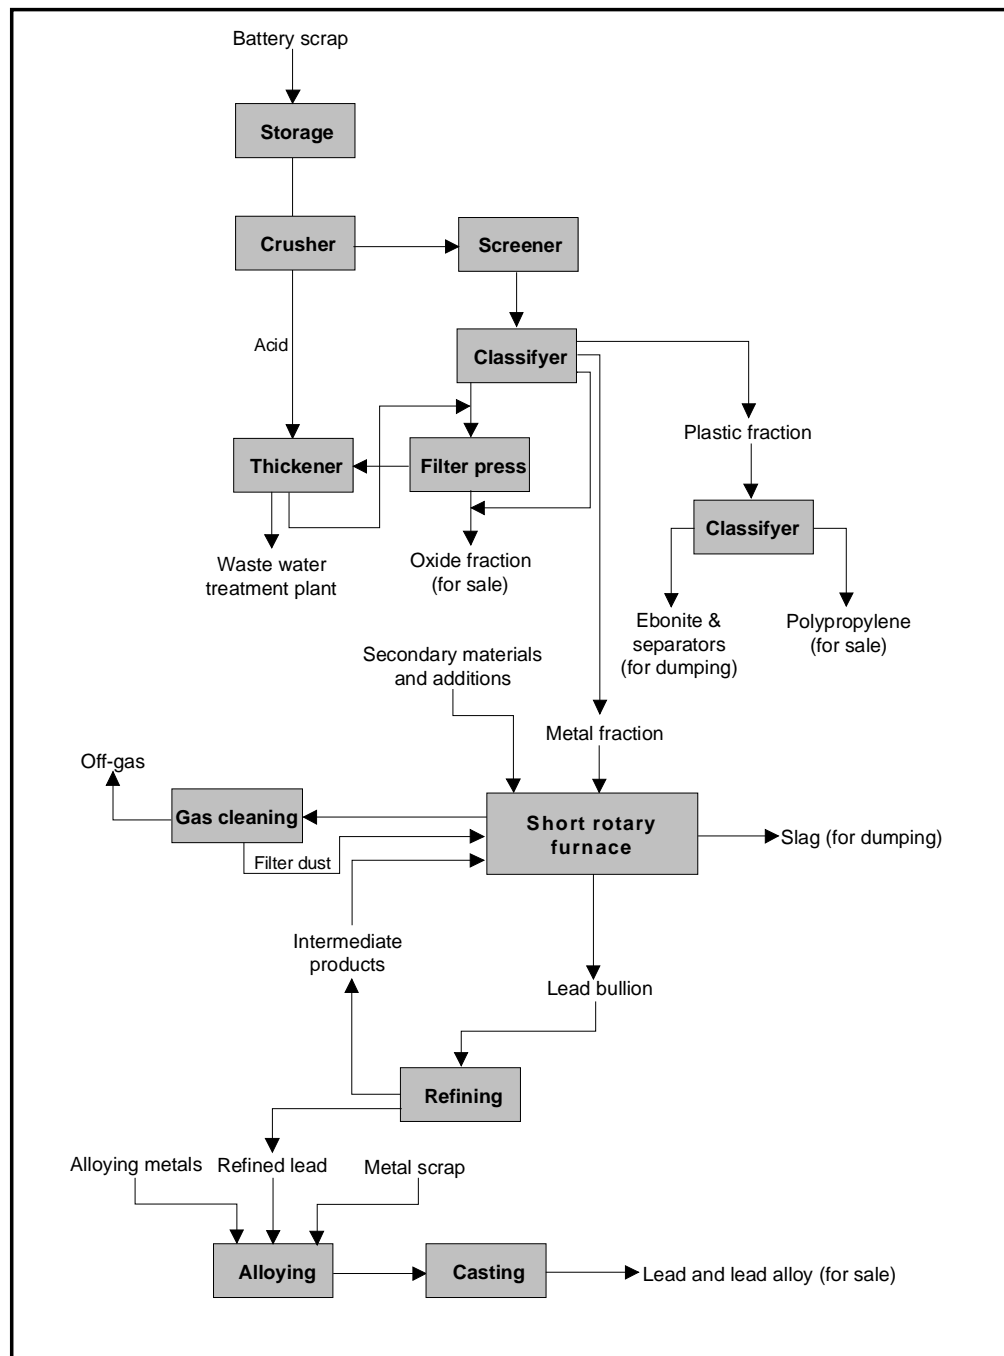 Battery scrap
Storage
Crusher
Screener
Acid
Classifyer
Plastic fraction
Thickener
Filter press
Classifyer
Waste water
treatment plant
Oxide fraction
(for sale)
Ebonite &
separators
(for dumping)
Polypropylene
(for sale)
Secondary materials
and additions
Metal fraction
Off-gas
Gas cleaning
Short rotary
furnace
Slag (for dumping)
Filter dust
Intermediate
products
Lead bullion
Refining
Alloying metals
Refined lead
Metal scrap
Alloying
Casting
Lead and lead alloy (for sale)